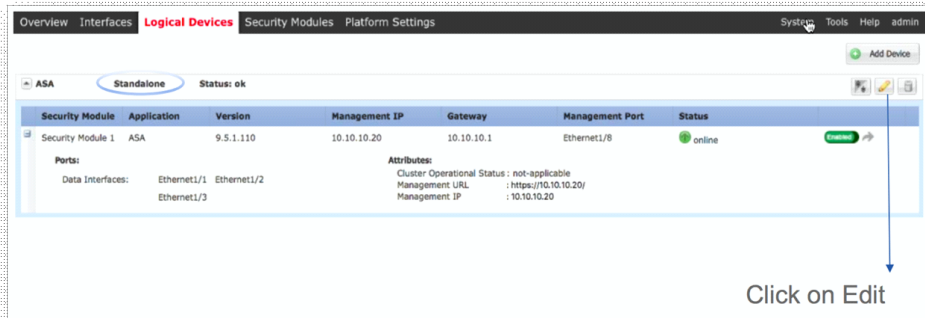 Overview Interfaces Logical Devices Security Modules Platform Settings System Tools Help admin
Add Device
ASA Standalone Status: ok
Security Module Application Version Management IP Gateway Management Port Status
Security Module 1 ASA 9.5.1.110 10.10.10.20 10.10.10.1 Ethernet1/8 online Enabled
Ports: Attributes:
Data Interfaces: Ethernet1/1 Ethernet1/2 Cluster Operational Status : not-applicable
Management URL : https://10.10.10.20/
Ethernet1/3 Management IP : 10.10.10.20
Click on Edit